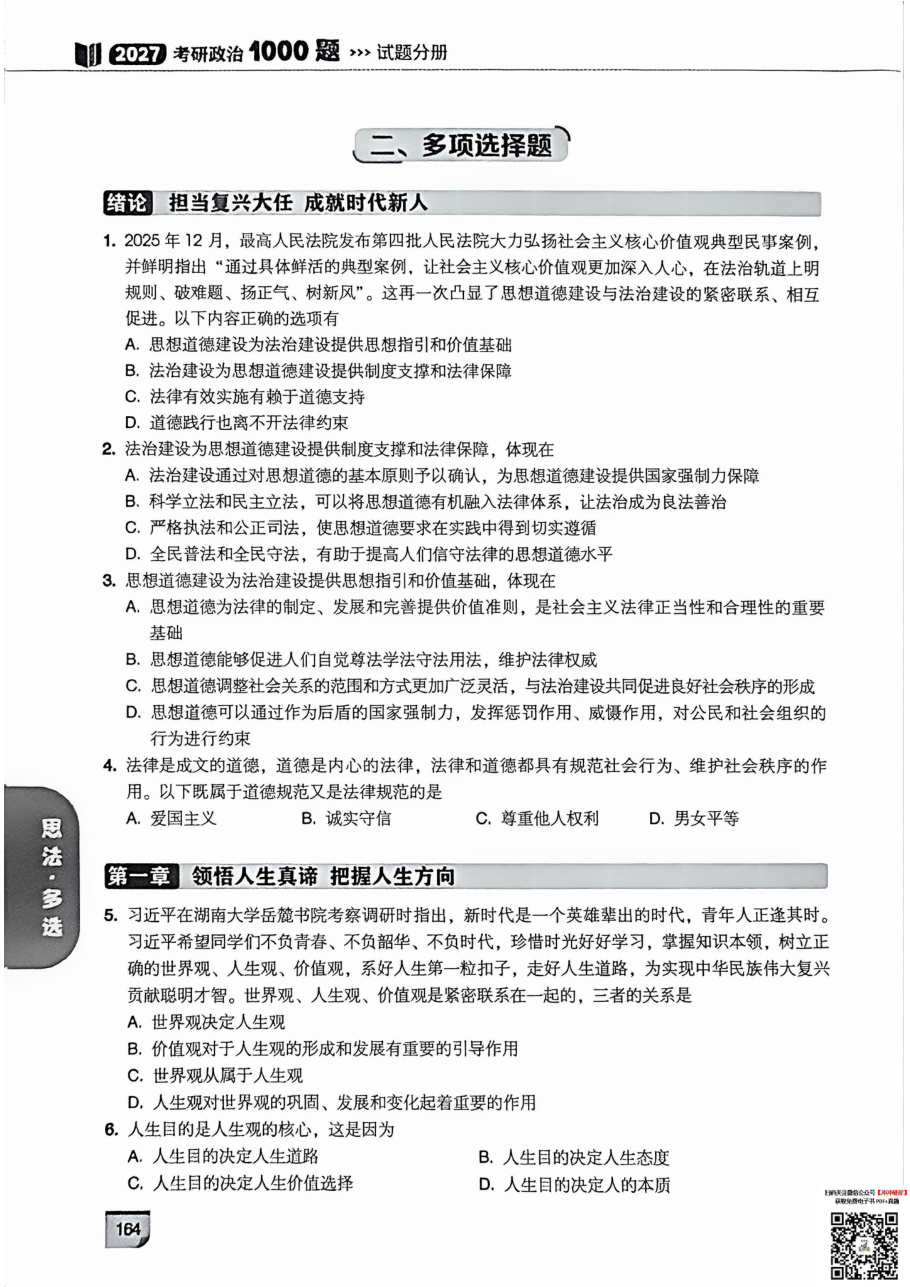 2027 考研政治 1000 题 >>> 试题分册
二、多项选择题
绪论 担当复兴大任 成就时代新人
1. 2025 年 12 月，最高人民法院发布第四批人民法院大力弘扬社会主义核心价值观典型民事案例，
并鲜明指出“通过具体鲜活的典型案例，让社会主义核心价值观更加深入人心，在法治轨道上明
规则、破难题、扬正气、树新风”。这再一次凸显了思想道德建设与法治建设的紧密联系、相互
促进。以下内容正确的选项有
A. 思想道德建设为法治建设提供思想指引和价值基础
B. 法治建设为思想道德建设提供制度支撑和法律保障
C. 法律有效实施有赖于道德支持
D. 道德践行也离不开法律约束
2. 法治建设为思想道德建设提供制度支撑和法律保障，体现在
A. 法治建设通过对思想道德的基本原则予以确认，为思想道德建设提供国家强制力保障
B. 科学立法和民主立法，可以将思想道德有机融入法律体系，让法治成为良法善治
C. 严格执法和公正司法，使思想道德要求在实践中得到切实遵循
D. 全民普法和全民守法，有助于提高人们信守法律的思想道德水平
3. 思想道德建设为法治建设提供思想指引和价值基础，体现在
A. 思想道德为法律的制定、发展和完善提供价值准则，是社会主义法律正当性和合理性的重要
基础
B. 思想道德能够促进人们自觉尊法学法守法用法，维护法律权威
C. 思想道德调整社会关系的范围和方式更加广泛灵活，与法治建设共同促进良好社会秩序的形成
D. 思想道德可以通过作为后盾的国家强制力，发挥惩罚作用、威慑作用，对公民和社会组织的
行为进行约束
4. 法律是成文的道德，道德是内心的法律，法律和道德都具有规范社会行为、维护社会秩序的作
用。以下既属于道德规范又是法律规范的是
A. 爱国主义 B. 诚实守信 C. 尊重他人权利 D. 男女平等
思法·多选
第一章 领悟人生真谛 把握人生方向
5. 习近平在湖南大学岳麓书院考察调研时指出，新时代是一个英雄辈出的时代，青年人正逢其时。
习近平希望同学们不负青春、不负韶华、不负时代，珍惜时光好好学习，掌握知识本领，树立正
确的世界观、人生观、价值观，系好人生第一粒扣子，走好人生道路，为实现中华民族伟大复兴
贡献聪明才智。世界观、人生观、价值观是紧密联系在一起的，三者的关系是
A. 世界观决定人生观
B. 价值观对于人生观的形成和发展有重要的引导作用
C. 世界观从属于人生观
D. 人生观对世界观的巩固、发展和变化起着重要的作用
6. 人生目的是人生观的核心，这是因为
A. 人生目的决定人生道路 B. 人生目的决定人生态度
C. 人生目的决定人生价值选择 D. 人生目的决定人的本质
164
扫码关注微信公众号
获取免费电子书PDF+真题